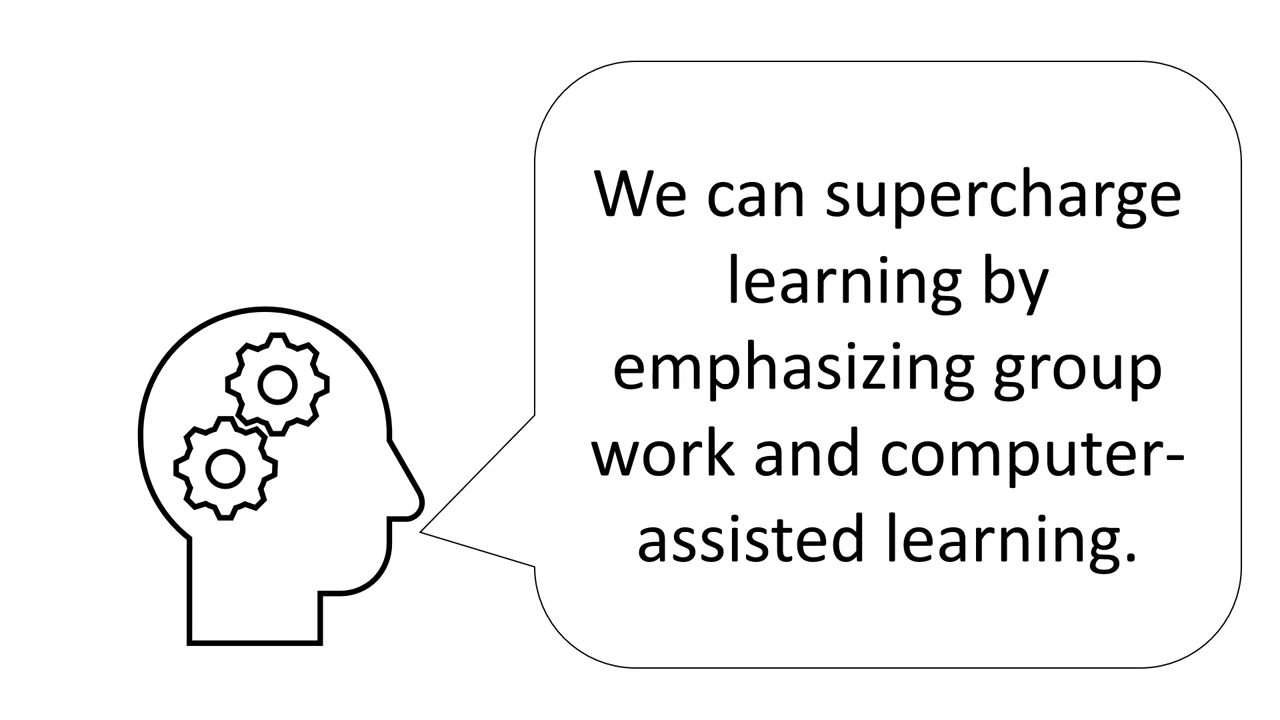 We can supercharge
learning by
emphasizing group
work and computer-
assisted learning.